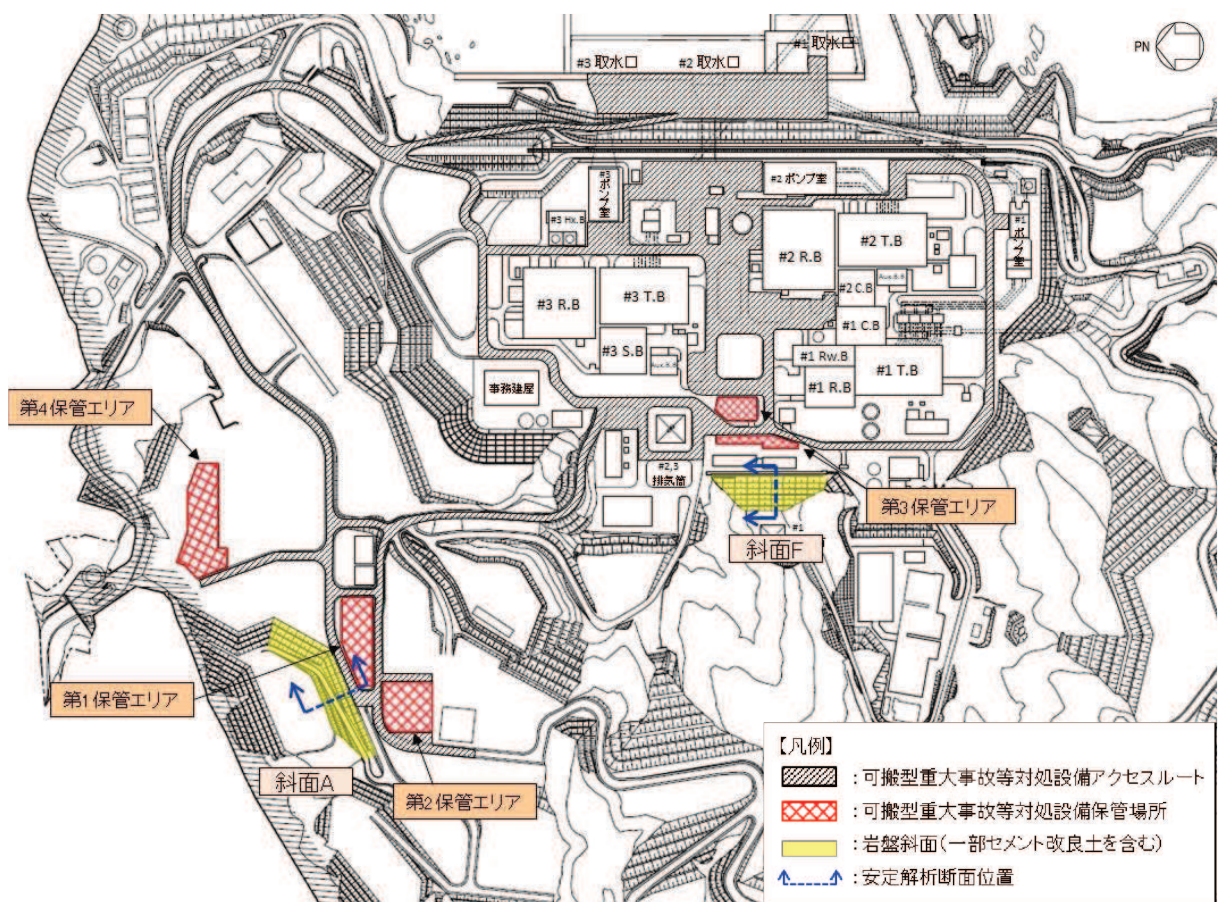 #1 取水口
#3 取水口
#2 取水口
PN
#3 ポンプ室
#2 ポンプ室
#3 Hx.B
#1 ポンプ室
#2 R.B
#2 T.B
#3 R.B
#3 T.B
#2 C.B
#1 C.B
#3 S.B
#1 Rw.B
#1 R.B
#1 T.B
事務建屋
第4保管エリア
#2,3
排気筒
第3保管エリア
#1
斜面F
第1保管エリア
斜面A
第2保管エリア
【凡例】
:可搬型重大事故等対処設備アクセスルート
:可搬型重大事故等対処設備保管場所
:岩盤斜面(一部セメント改良土を含む)
:安定解析断面位置